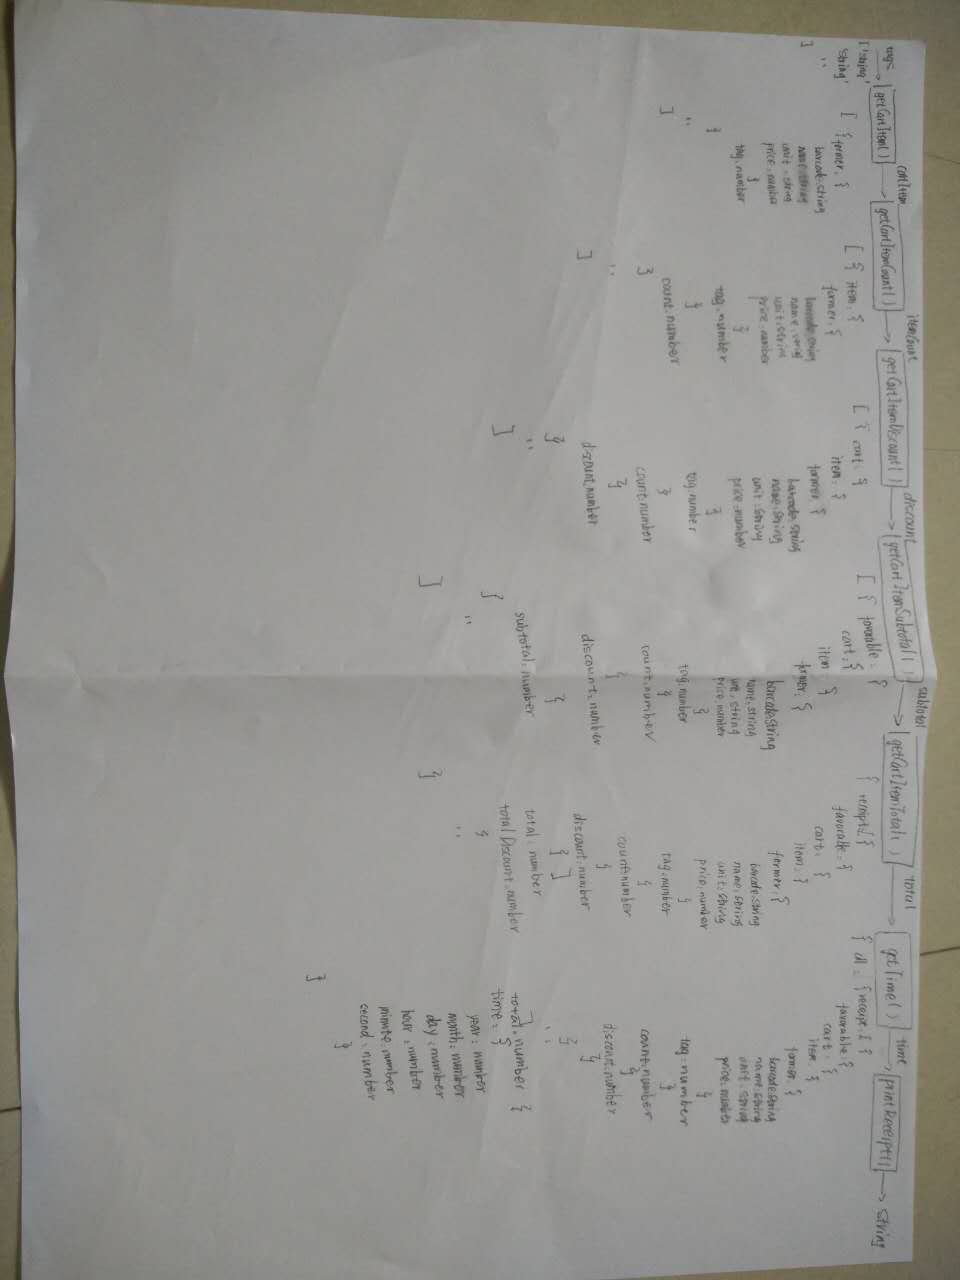 tags → getCartItem() → cartItem → getCartItemCount() → itemCount → getCartItemDiscount() → discount → getCartItemSubtotal() → subtotal → getCartItemTotal() → total → getTime() → time → printReceipt() → string
['string',
'string',
..
]
[ { former: {
barcode:string
name:string
unit:string
price:number
}
tag:number
}
..
]
[ { item: {
former: {
barcode:string
name:string
unit:string
price:number
}
tag:number
}
count:number
}
..
]
[ { cart: {
item: {
former: {
barcode:string
name:string
unit:string
price:number
}
tag:number
}
count:number
}
discount:number
}
..
]
[ { favorable: {
cart: {
item: {
former: {
barcode:string
name:string
unit:string
price:number
}
tag:number
}
count:number
}
discount:number
}
subtotal:number
}
..
]
{ receipt:[ {
favorable: {
cart: {
item: {
former: {
barcode:string
name:string
unit:string
price:number
}
tag:number
}
count:number
}
discount:number
} ]
total:number
totalDiscount:number
}
..
}
{ all: { receipt:[ {
favorable: {
cart: {
item: {
former: {
barcode:string
name:string
unit:string
price:number
}
tag:number
}
count:number
}
discount:number
}
}
..
]
total:number }
time: {
year:number
month:number
day:number
hour:number
minute:number
second:number
}
}